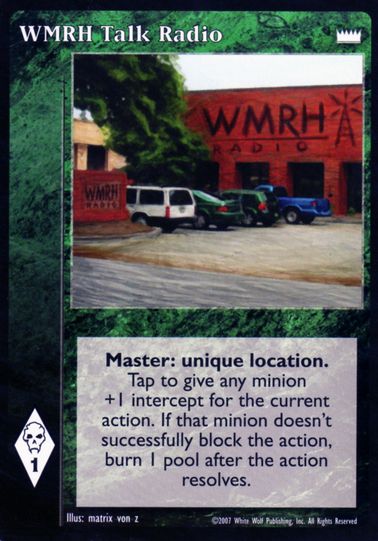 WMRH Talk Radio
WMRH
RADIO
WMRH
RADIO
Master: unique location.
Tap to give any minion
+1 intercept for the current
action. If that minion doesn't
successfully block the action,
burn 1 pool after the action
resolves.
1
Illus: matrix von z
©2007 White Wolf Publishing, Inc. All Rights Reserved